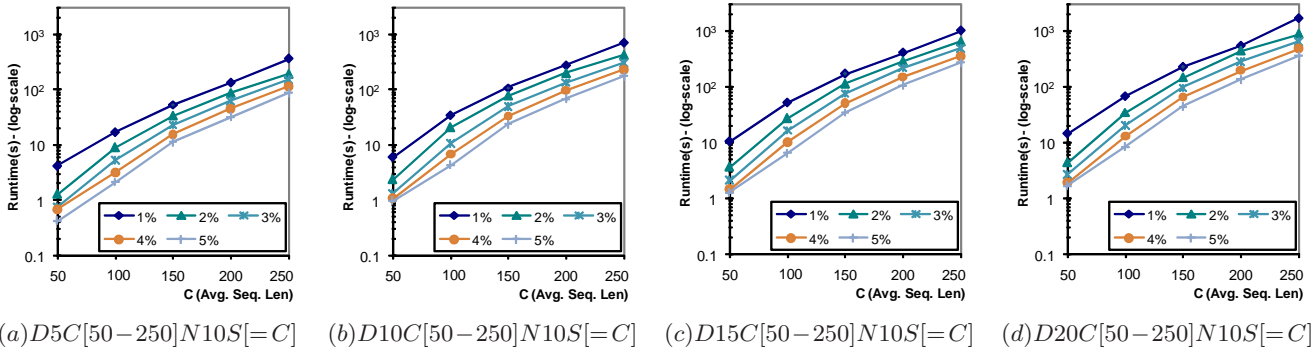 Runtime(s) - (log-scale)
10³
10²
10
1
0.1
50 100 150 200 250
C (Avg. Seq. Len)
1% 2% 3%
4% 5%
(a)D5C[50−250]N10S[=C]
Runtime(s) - (log-scale)
10³
10²
10
1
0.1
50 100 150 200 250
C (Avg. Seq. Len)
1% 2% 3%
4% 5%
(b)D10C[50−250]N10S[=C]
Runtime(s) - (log-scale)
10³
10²
10
1
0.1
50 100 150 200 250
C (Avg. Seq. Len)
1% 2% 3%
4% 5%
(c)D15C[50−250]N10S[=C]
Runtime(s) - (log-scale)
10³
10²
10
1
0.1
50 100 150 200 250
C (Avg. Seq. Len)
1% 2% 3%
4% 5%
(d)D20C[50−250]N10S[=C]